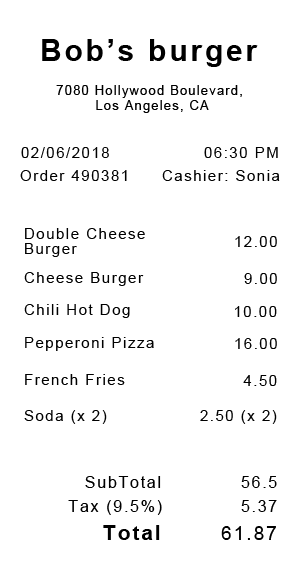 Bob’s burger
7080 Hollywood Boulevard,
Los Angeles, CA
02/06/2018 06:30 PM
Order 490381 Cashier: Sonia
Double Cheese
Burger 12.00
Cheese Burger 9.00
Chili Hot Dog 10.00
Pepperoni Pizza 16.00
French Fries 4.50
Soda (x 2) 2.50 (x 2)
SubTotal 56.5
Tax (9.5%) 5.37
Total 61.87